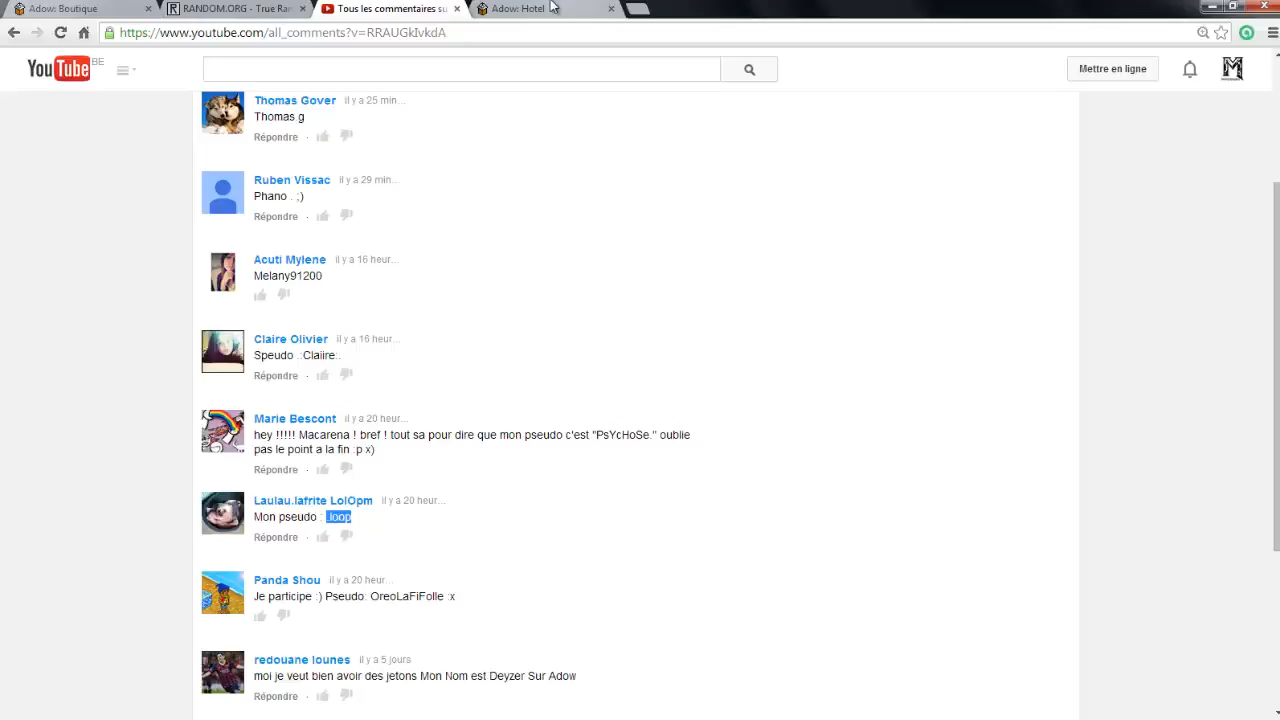 Adow: Boutique
RANDOM.ORG - True Ran
Tous les commentaires su
Adow: Hotel
https://www.youtube.com/all_comments?v=RRAUGkIvkdA
YouTube BE
Mettre en ligne
Thomas Gover il y a 25 min...
Thomas g
Répondre ·
Ruben Vissac il y a 29 min...
Phano . ;)
Répondre ·
Acuti Mylene il y a 16 heur...
Melany91200
Claire Olivier il y a 16 heur...
Speudo .:Claiire:.
Répondre ·
Marie Bescont il y a 20 heur...
hey !!!!! Macarena ! bref ! tout sa pour dire que mon pseudo c'est "PsYcHoSe." oublie
pas le point a la fin :p x)
Répondre ·
Laulau.lafrite LolOpm il y a 20 heur...
Mon pseudo :
Répondre ·
Panda Shou il y a 20 heur...
Je participe :) Pseudo: OreoLaFiFolle :x
redouane lounes il y a 5 jours
moi je veut bien avoir des jetons Mon Nom est Deyzer Sur Adow
Répondre ·